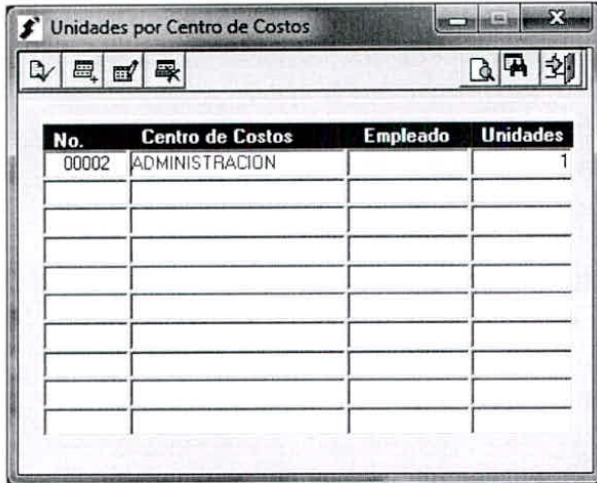 Unidades por Centro de Costos
No. Centro de Costos Empleado Unidades
00002 ADMINISTRACION 1